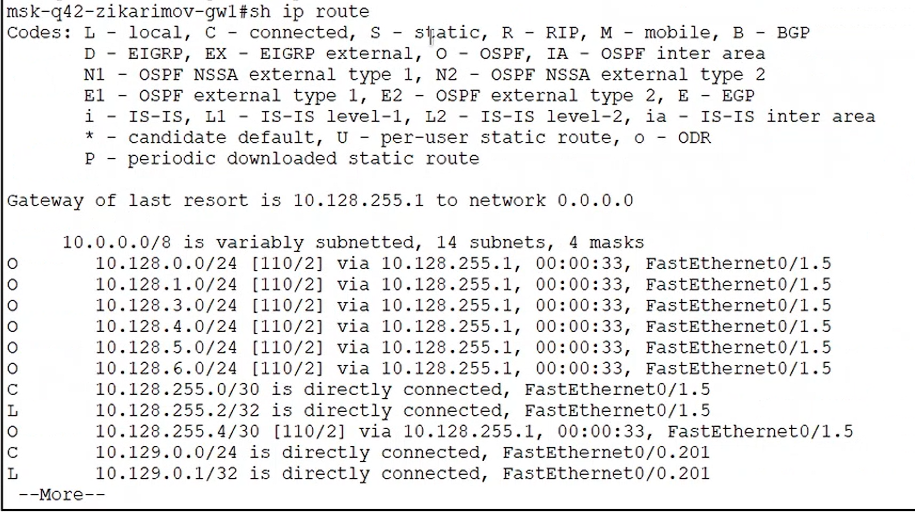 msk-q42-zikarimov-gw1#sh ip route
Codes: L - local, C - connected, S - static, R - RIP, M - mobile, B - BGP
       D - EIGRP, EX - EIGRP external, O - OSPF, IA - OSPF inter area
       N1 - OSPF NSSA external type 1, N2 - OSPF NSSA external type 2
       E1 - OSPF external type 1, E2 - OSPF external type 2, E - EGP
       i - IS-IS, L1 - IS-IS level-1, L2 - IS-IS level-2, ia - IS-IS inter area
       * - candidate default, U - per-user static route, o - ODR
       P - periodic downloaded static route
Gateway of last resort is 10.128.255.1 to network 0.0.0.0
     10.0.0.0/8 is variably subnetted, 14 subnets, 4 masks
O       10.128.0.0/24 [110/2] via 10.128.255.1, 00:00:33, FastEthernet0/1.5
O       10.128.1.0/24 [110/2] via 10.128.255.1, 00:00:33, FastEthernet0/1.5
O       10.128.3.0/24 [110/2] via 10.128.255.1, 00:00:33, FastEthernet0/1.5
O       10.128.4.0/24 [110/2] via 10.128.255.1, 00:00:33, FastEthernet0/1.5
O       10.128.5.0/24 [110/2] via 10.128.255.1, 00:00:33, FastEthernet0/1.5
O       10.128.6.0/24 [110/2] via 10.128.255.1, 00:00:33, FastEthernet0/1.5
C       10.128.255.0/30 is directly connected, FastEthernet0/1.5
L       10.128.255.2/32 is directly connected, FastEthernet0/1.5
O       10.128.255.4/30 [110/2] via 10.128.255.1, 00:00:33, FastEthernet0/1.5
C       10.129.0.0/24 is directly connected, FastEthernet0/0.201
L       10.129.0.1/32 is directly connected, FastEthernet0/0.201
 --More--